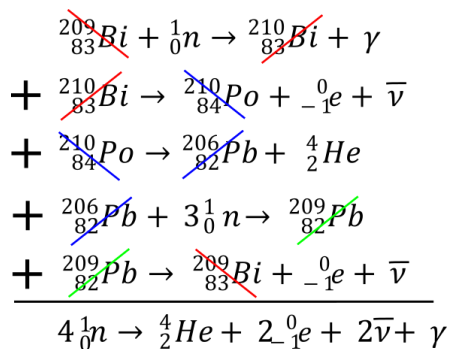 ²⁰⁹₈₃Bi + ¹₀n → ²¹⁰₈₃Bi + γ
+ ²¹⁰₈₃Bi → ²¹⁰₈₄Po + ⁰₋₁e + ν̅
+ ²¹⁰₈₄Po → ²⁰⁶₈₂Pb + ⁴₂He
+ ²⁰⁶₈₂Pb + 3¹₀n → ²⁰⁹₈₂Pb
+ ²⁰⁹₈₂Pb → ²⁰⁹₈₃Bi + ⁰₋₁e + ν̅
4¹₀n → ⁴₂He + 2⁰₋₁e + 2ν̅ + γ